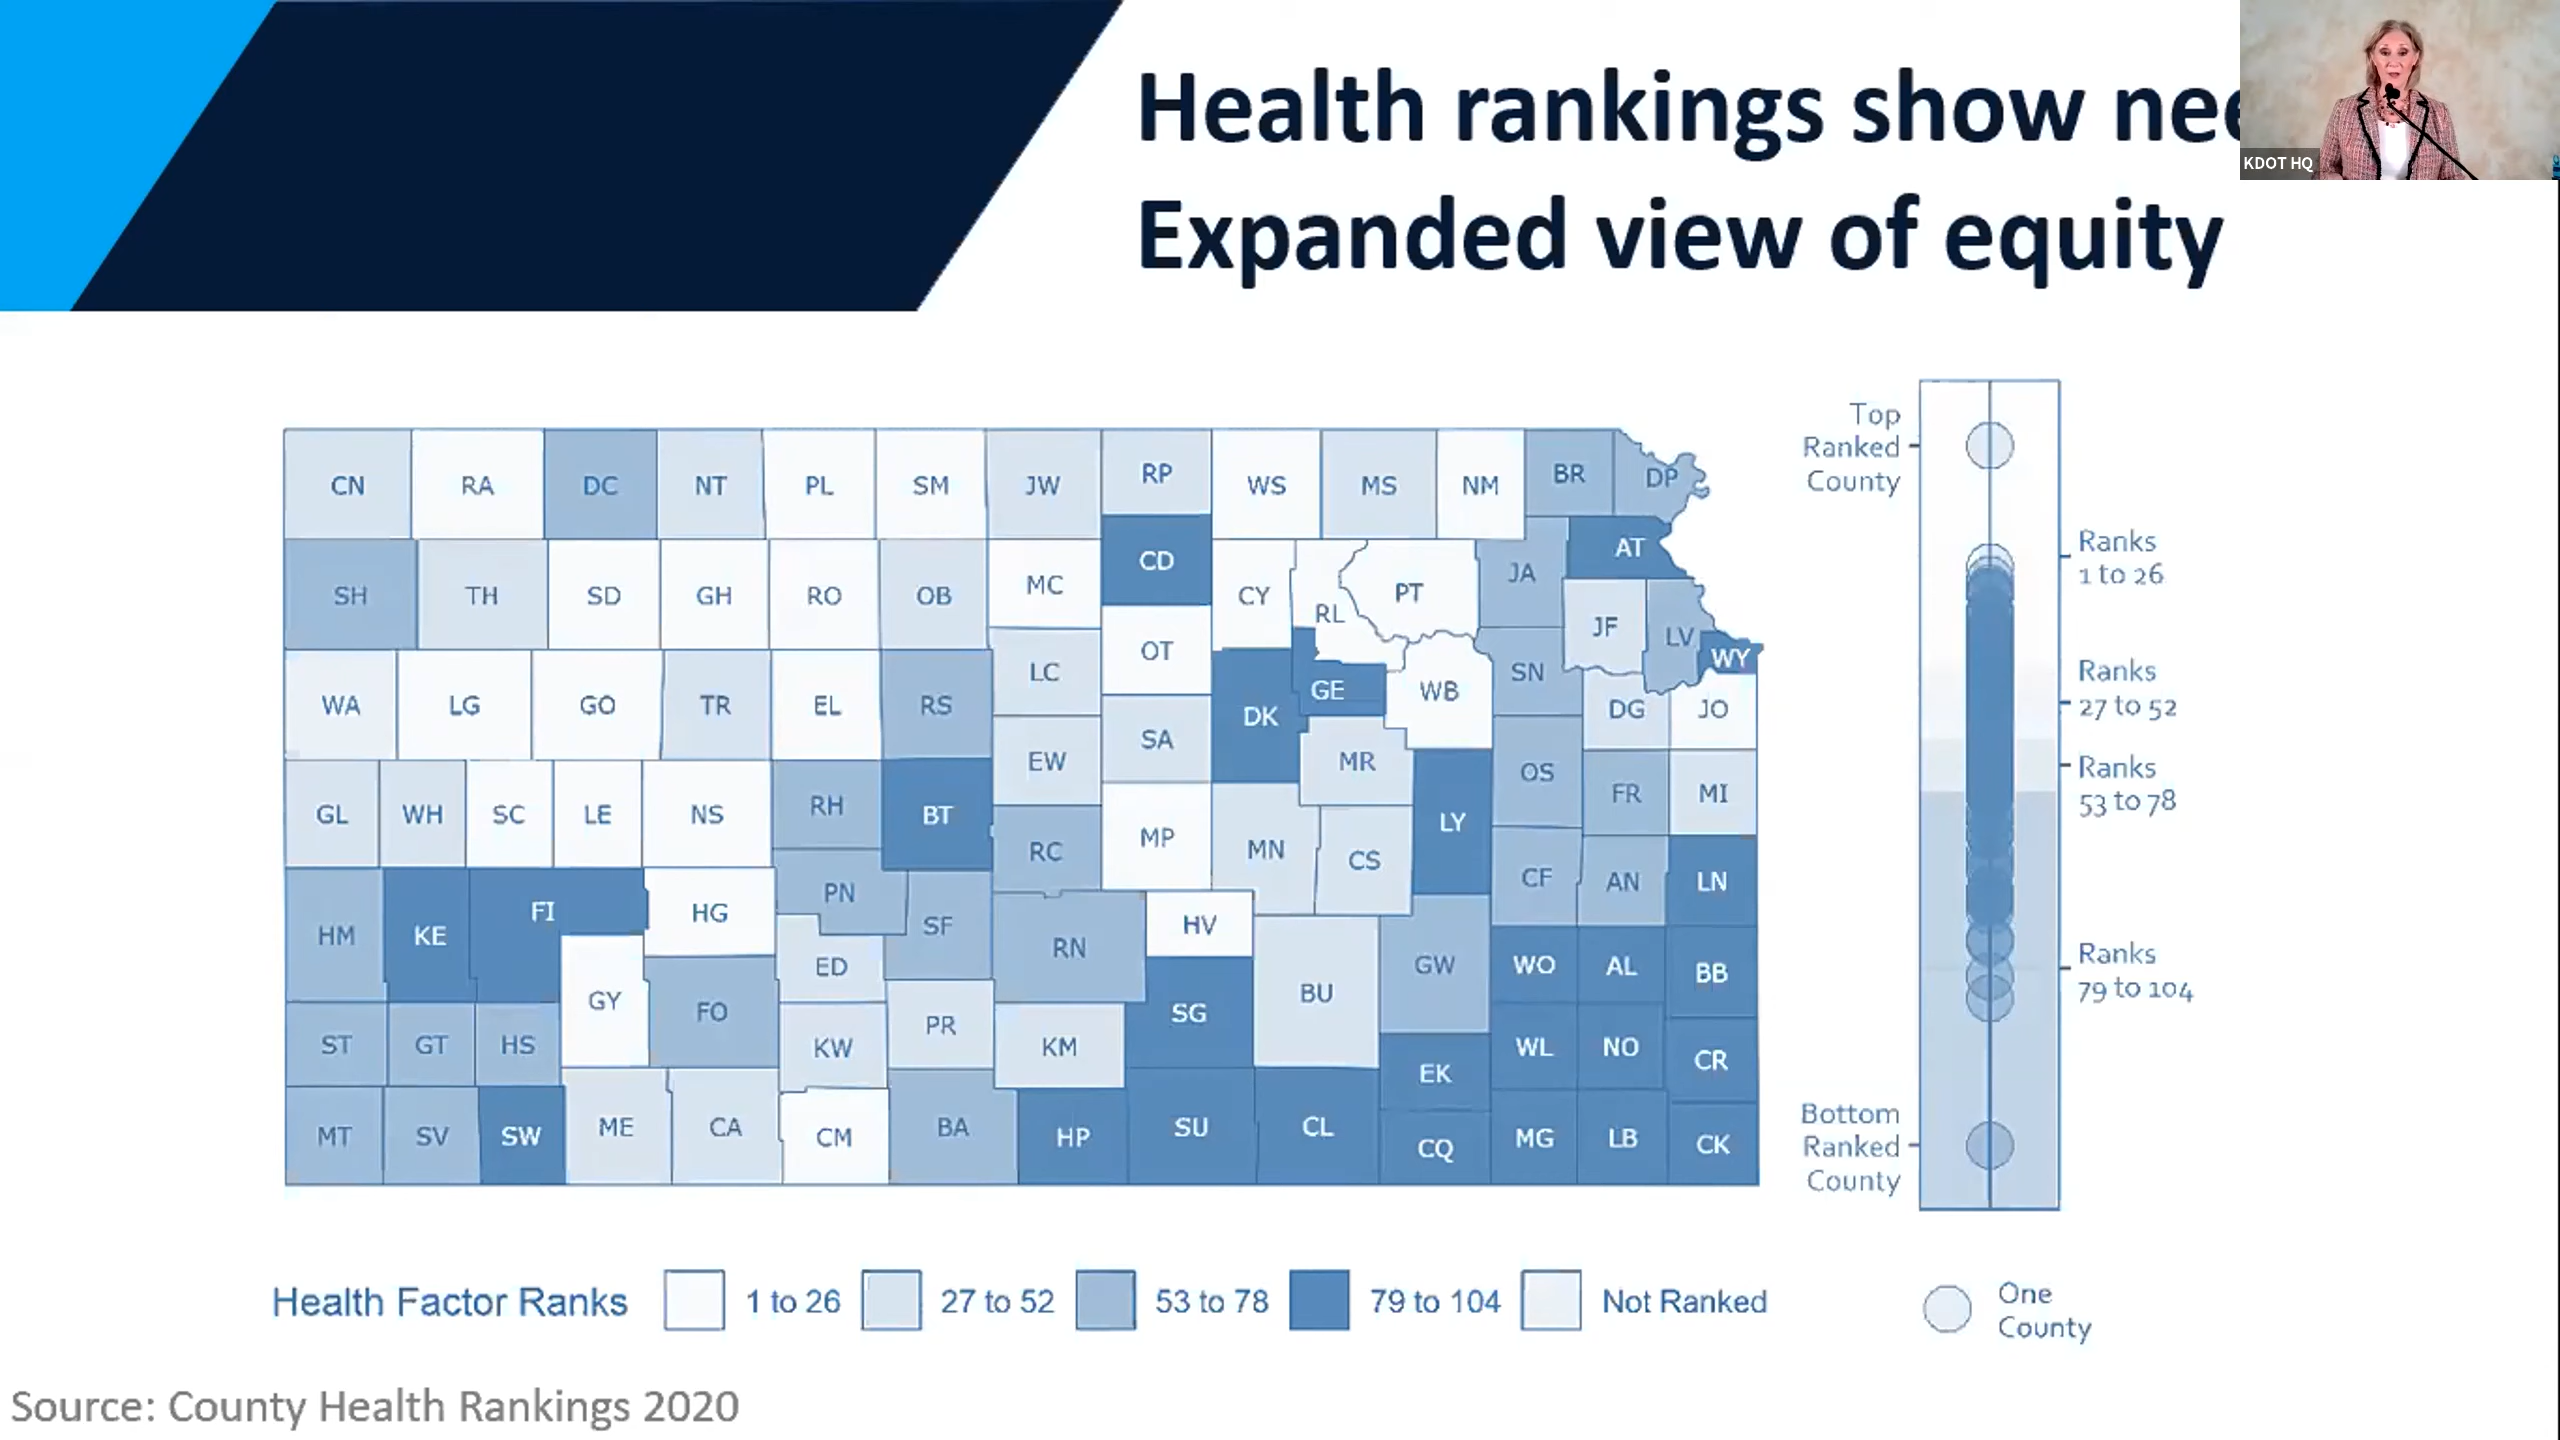 Health rankings show
Expanded view of equity
KDOT HQ
CN RA DC NT PL SM JW RP WS MS NM BR DP
CD AT
SH TH SD GH RO OB MC CY RL PT JA JF LV
OT WY
WA LG GO TR EL RS LC DK GE WB SN DG JO
SA
EW MR OS FR MI
GL WH SC LE NS RH BT RC MP MN CS LY CF AN LN
HM KE FI HG PN SF RN HV GW WO AL BB
GY ED SG BU
ST GT HS FO KW PR KM EK WL NO CR
MT SV SW ME CA CM BA HP SU CL CQ MG LB CK
Top
Ranked
County
Ranks
1 to 26
Ranks
27 to 52
Ranks
53 to 78
Ranks
79 to 104
Bottom
Ranked
County
Health Factor Ranks 1 to 26 27 to 52 53 to 78 79 to 104 Not Ranked
One
County
Source: County Health Rankings 2020